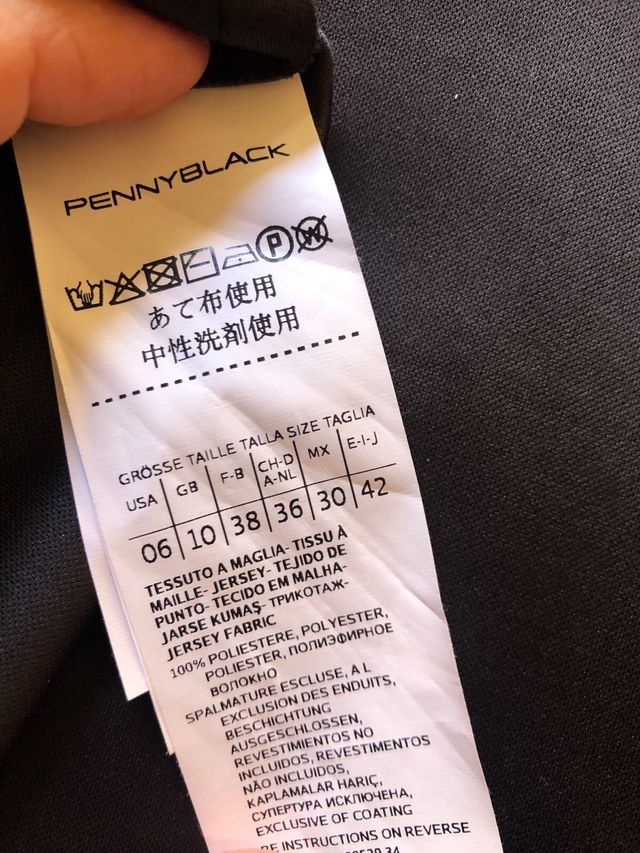 PENNYBLACK
P W
あて布使用
中性洗剤使用
GRÖSSE TAILLE TALLA SIZE TAGLIA
USA GB F-B CH-D A-NL MX E-I-J
06 10 38 36 30 42
TESSUTO A MAGLIA- TISSU À
MAILLE- JERSEY- TEJIDO DE
PUNTO- TECIDO EM MALHA-
JARSE KUMAŞ- ТРИКОТАЖ-
JERSEY FABRIC
100% POLIESTERE, POLYESTER,
POLIESTER, ПОЛИЭФИРНОЕ
ВОЛОКНО
SPALMATURE ESCLUSE, A L
EXCLUSION DES ENDUITS,
BESCHICHTUNG
AUSGESCHLOSSEN,
REVESTIMIENTOS NO
INCLUIDOS, REVESTIMENTOS
NÃO INCLUIDOS,
KAPLAMALAR HARIÇ,
СУПЕРТУРА ИСКЛЮЧЕНА,
EXCLUSIVE OF COATING
INSTRUCTIONS ON REVERSE